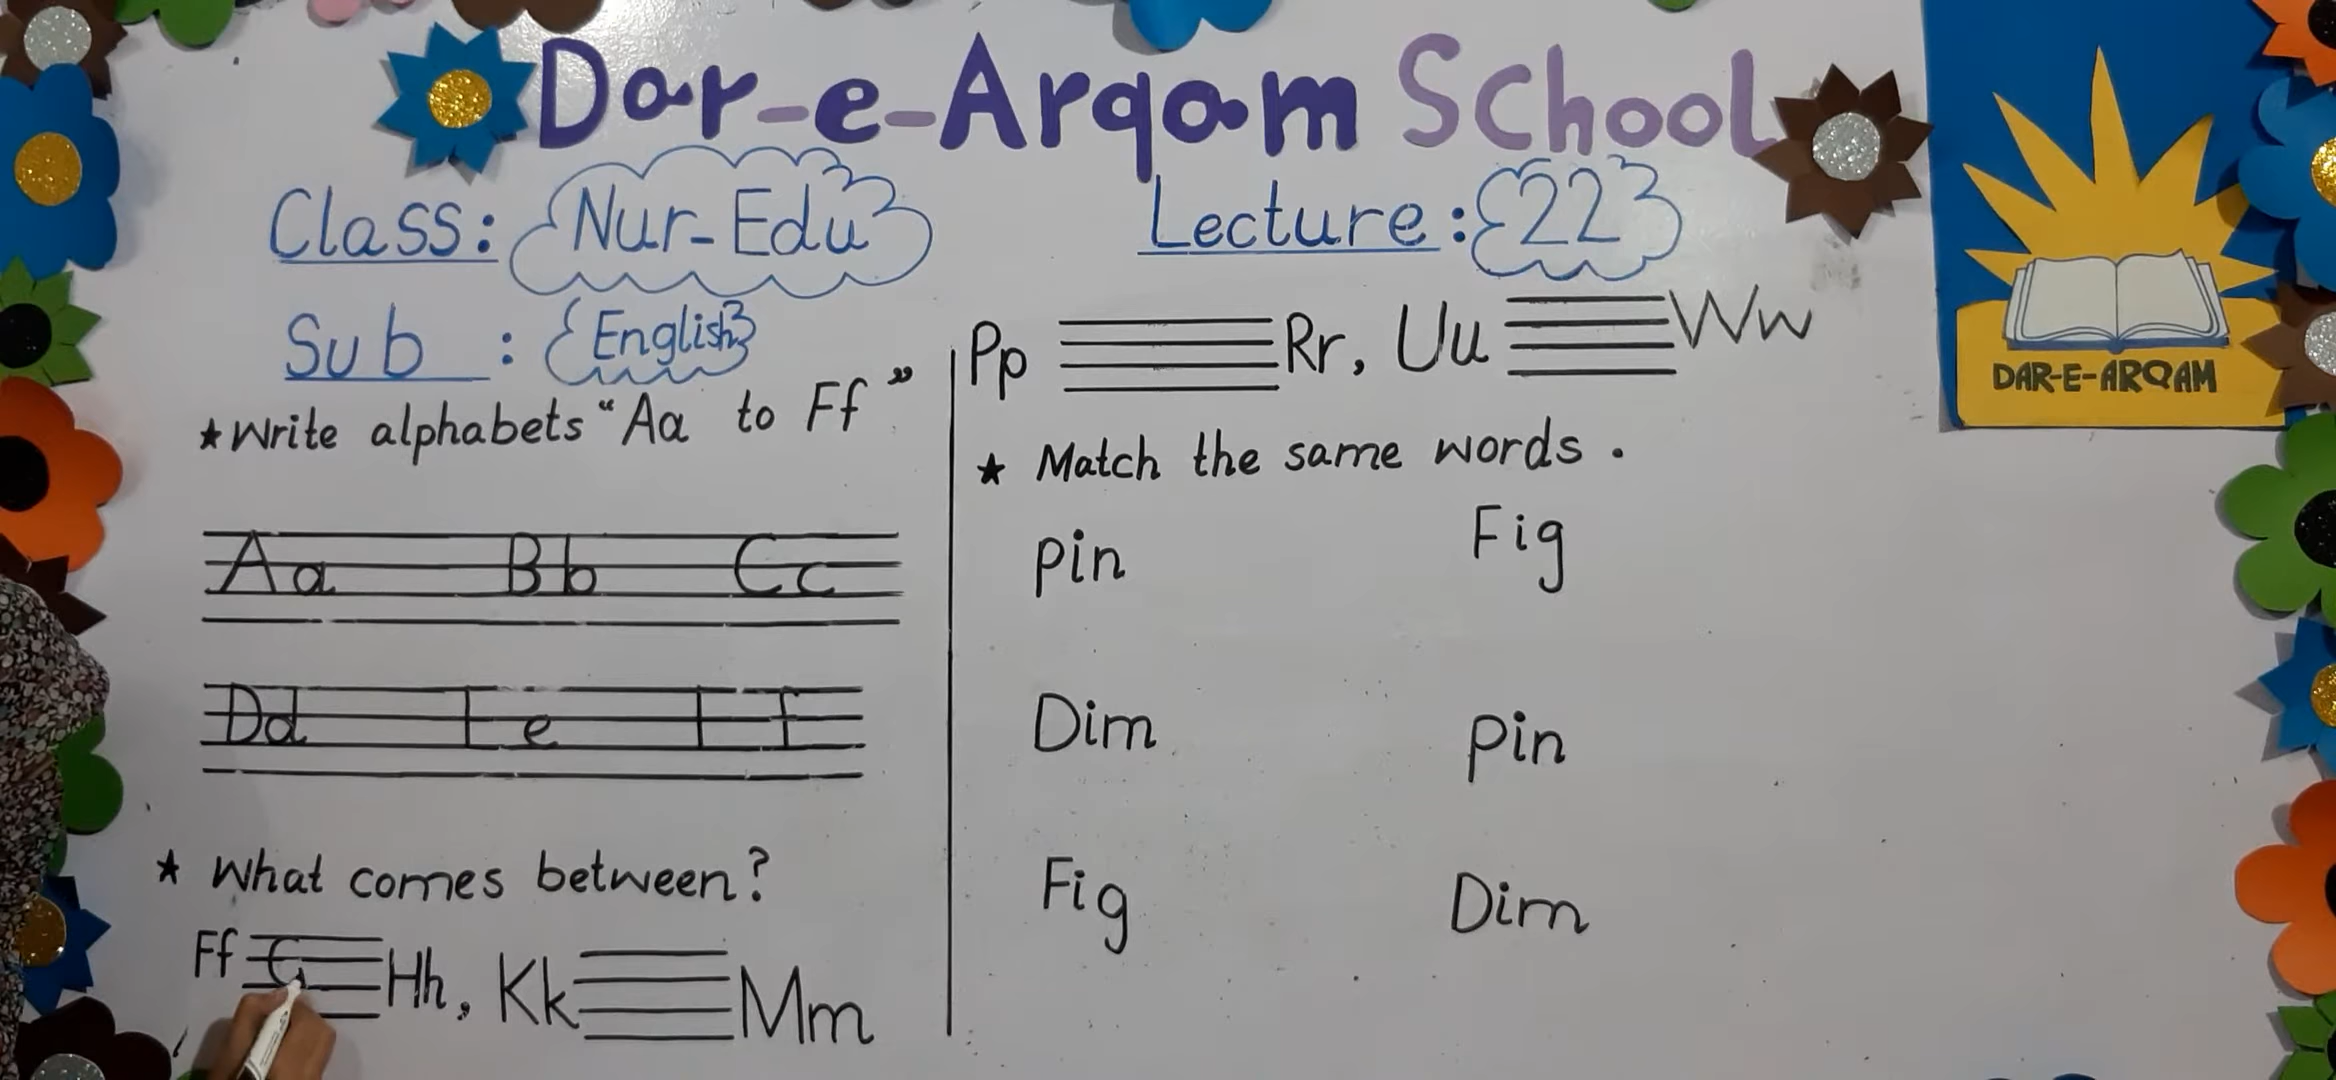 Dar-e-Arqam School
Class: Nur-Edu
Lecture: 22
Sub : English
DAR-E-ARQAM
★ Write alphabets "Aa to Ff"
Aa Bb Cc
Dd Ee Ff
★ What comes between?
Ff G Hh, Kk Mm
Pp Rr, Uu Ww
★ Match the same words.
Pin Fig
Dim Pin
Fig Dim